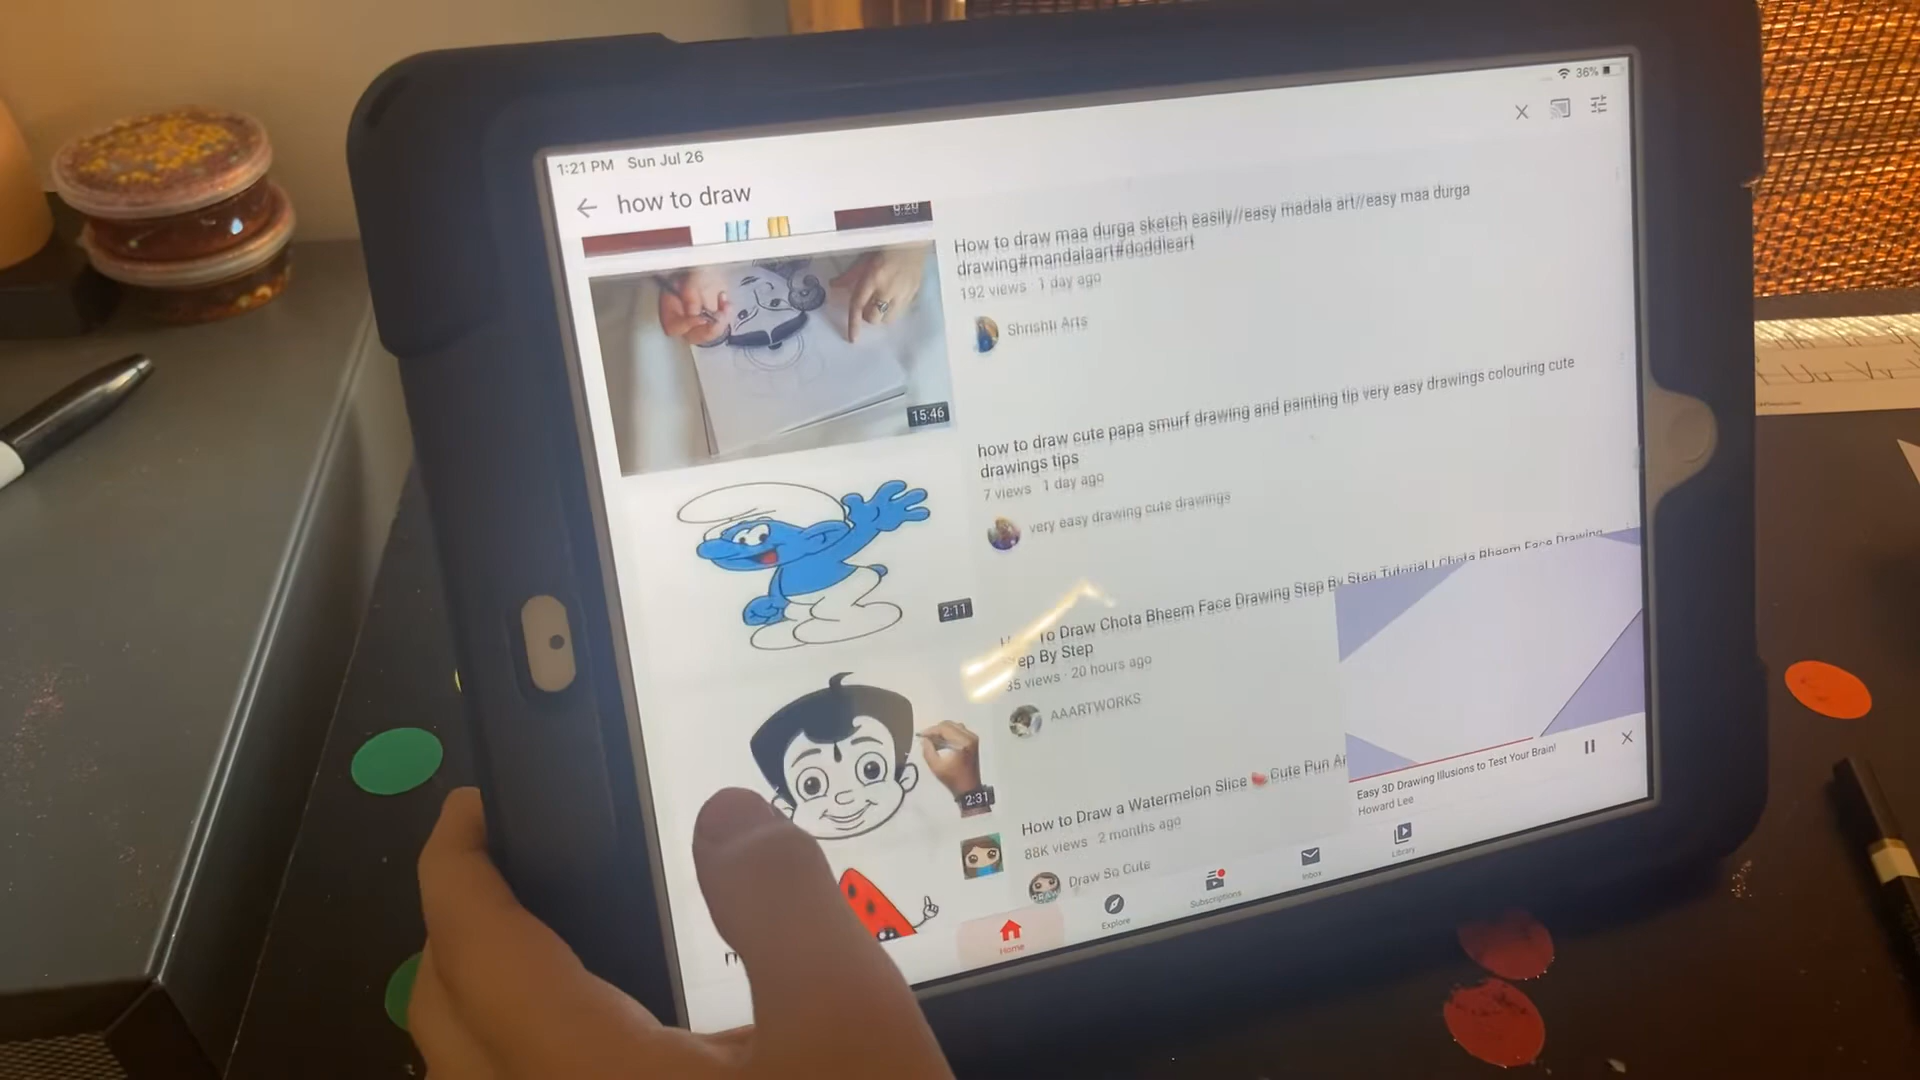 1:21 PM Sun Jul 26
36%
how to draw
How to draw maa durga sketch easily//easy madala art//easy maa durga
drawing#mandalaart#doddleart
192 views · 1 day ago
Shrishti Arts
15:46
how to draw cute papa smurf drawing and painting tip very easy drawings colouring cute
drawings tips
7 views · 1 day ago
very easy drawing cute drawings
2:11
To Draw Chota Bheem Face Drawing Step By Step Tutorial | Chota Bheem Face Drawing
ep By Step
35 views · 20 hours ago
AAARTWORKS
2:31
How to Draw a Watermelon Slice 🍉 Cute Pun
88K views · 2 months ago
Draw So Cute
Easy 3D Drawing Illusions to Test Your Brain!
Howard Lee
Home
Explore
Subscriptions
Inbox
Library
Uu Vv